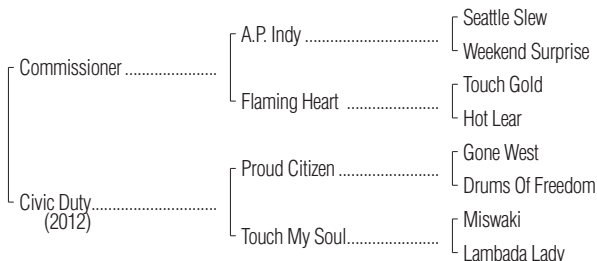 Seattle Slew
A.P. Indy ...............................
Weekend Surprise
Commissioner ......................
Touch Gold
Flaming Heart .....................
Hot Lear
Gone West
Proud Citizen ........................
Drums Of Freedom
Civic Duty.............................
(2012)
Miswaki
Touch My Soul......................
Lambada Lady